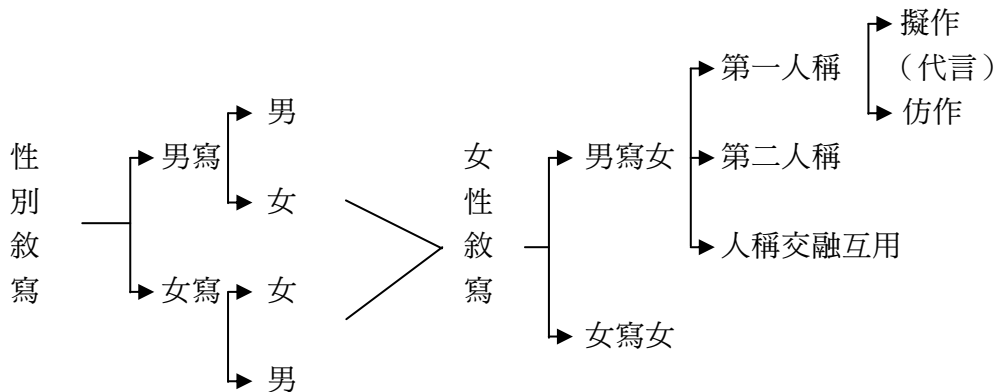 性別敘寫
男寫
男
女
女寫
女
男
女性敘寫
男寫女
第一人稱
擬作
（代言）
仿作
第二人稱
人稱交融互用
女寫女